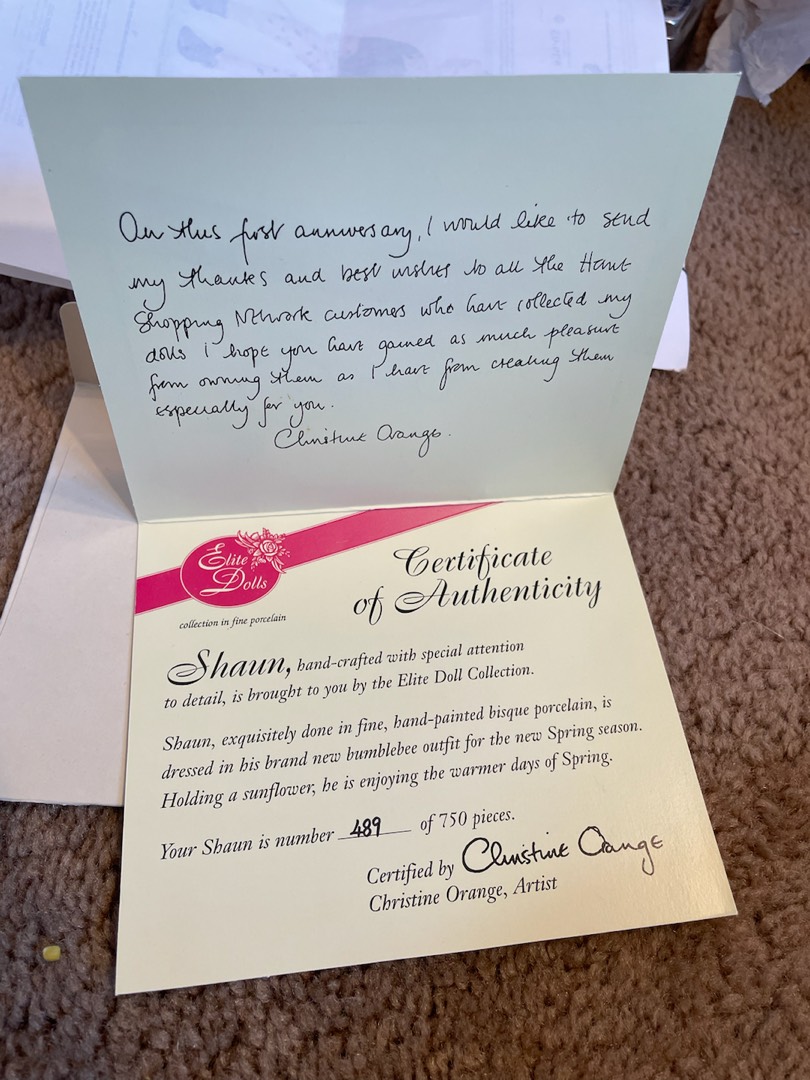 On this first anniversary, I would like to send
my thanks and best wishes to all the Home
Shopping Network customers who have collected my
dolls I hope you have gained as much pleasure
from owning them as I have from creating them
especially for you.
Christine Orange.
Elite
Dolls
collection in fine porcelain
Certificate
of Authenticity
Shaun, hand-crafted with special attention
to detail, is brought to you by the Elite Doll Collection.
Shaun, exquisitely done in fine, hand-painted bisque porcelain, is
dressed in his brand new bumblebee outfit for the new Spring season.
Holding a sunflower, he is enjoying the warmer days of Spring.
Your Shaun is number 489 of 750 pieces.
Certified by Christine Orange
Christine Orange, Artist